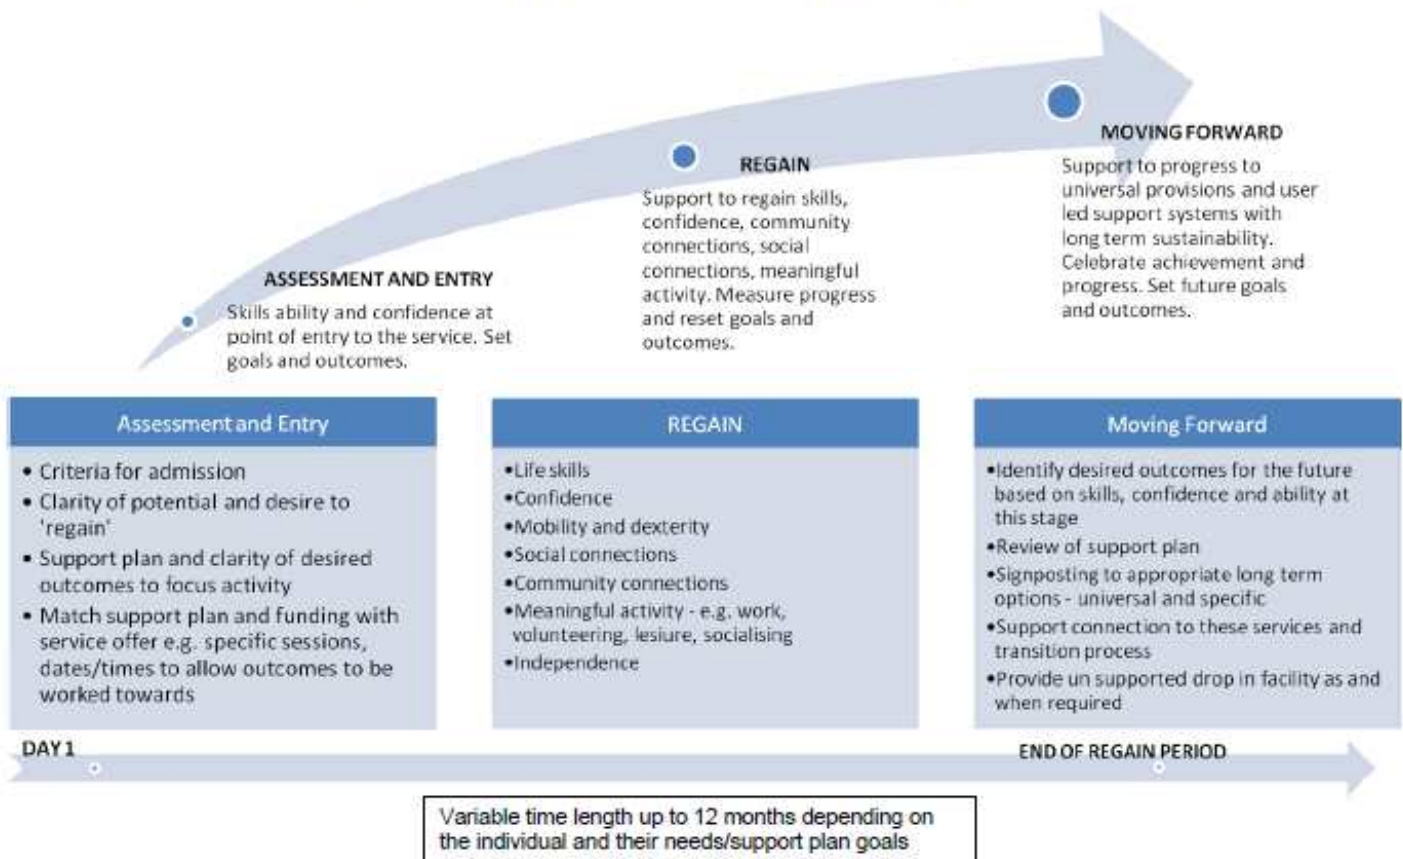 MOVING FORWARD
Support to progress to
universal provisions and user
led support systems with
long term sustainability.
Celebrate achievement and
progress. Set future goals
and outcomes.
REGAIN
Support to regain skills,
confidence, community
connections, social
connections, meaningful
activity. Measure progress
and reset goals and
outcomes.
ASSESSMENT AND ENTRY
Skills ability and confidence at
point of entry to the service. Set
goals and outcomes.
Assessment and Entry
• Criteria for admission
• Clarity of potential and desire to
'regain'
• Support plan and clarity of desired
outcomes to focus activity
• Match support plan and funding with
service offer e.g. specific sessions,
dates/times to allow outcomes to be
worked towards
REGAIN
•Life skills
•Confidence
•Mobility and dexterity
•Social connections
•Community connections
•Meaningful activity - e.g. work,
volunteering, lesiure, socialising
•Independence
Moving Forward
•Identify desired outcomes for the future
based on skills, confidence and ability at
this stage
•Review of support plan
•Signposting to appropriate long term
options - universal and specific
•Support connection to these services and
transition process
•Provide un supported drop in facility as and
when required
DAY 1
END OF REGAIN PERIOD
Variable time length up to 12 months depending on
the individual and their needs/support plan goals